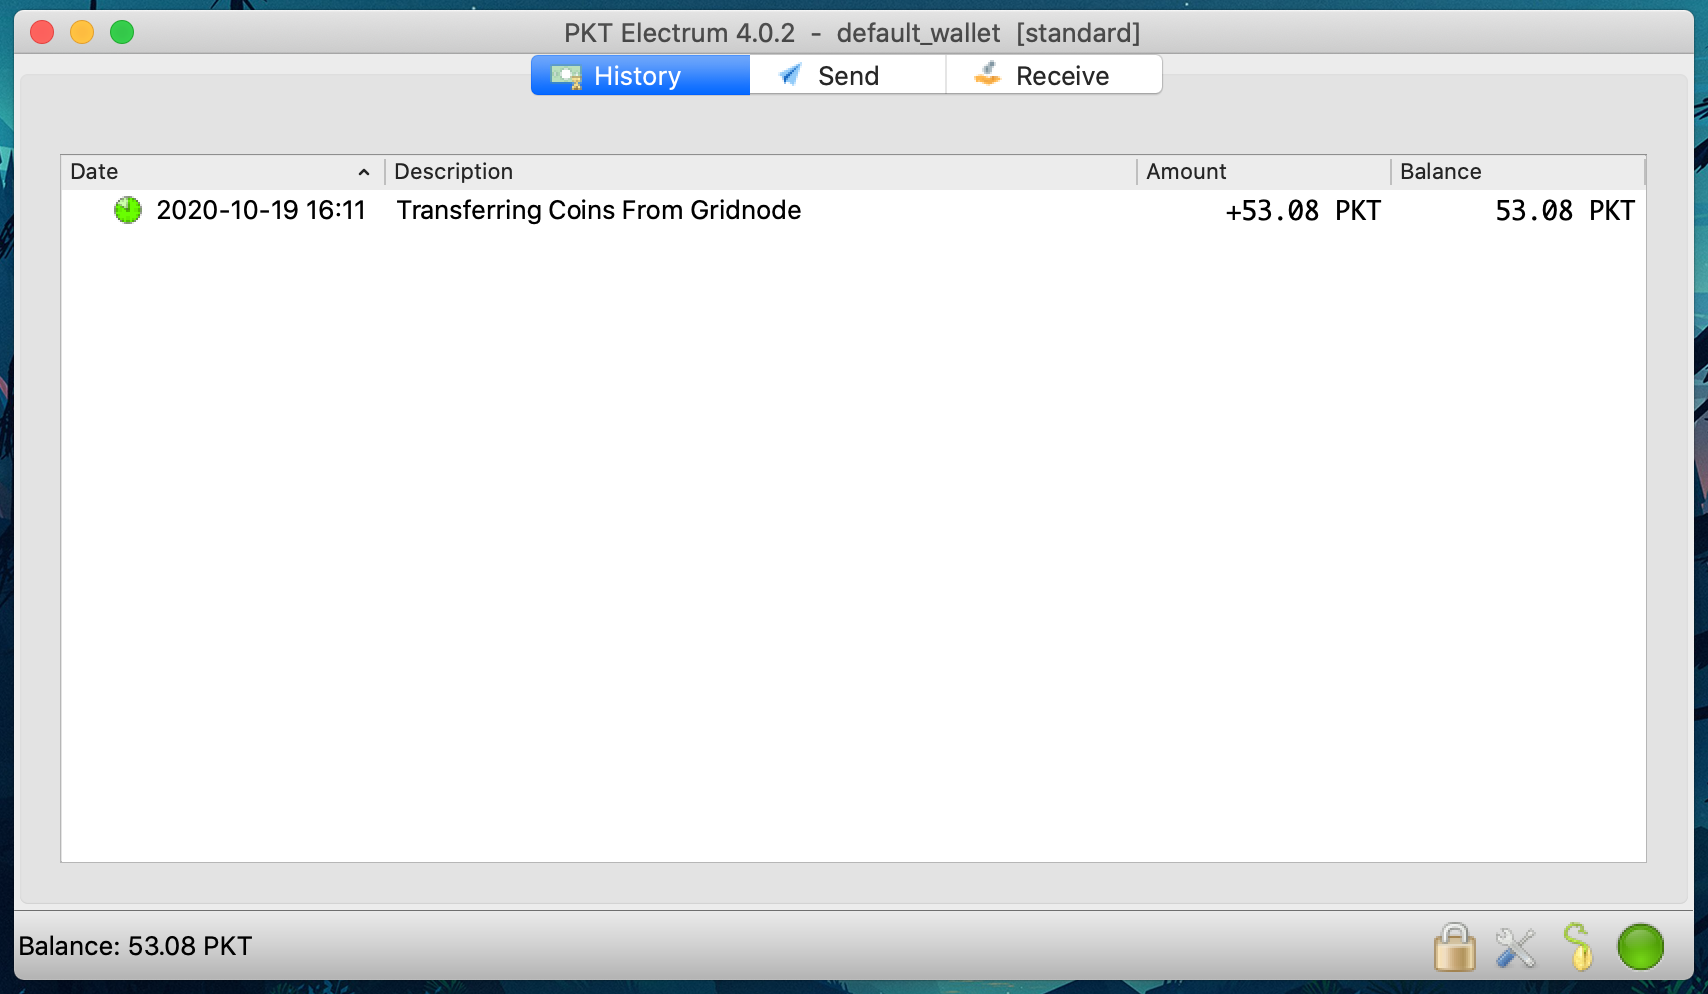 PKT Electrum 4.0.2 - default_wallet [standard]
History Send Receive
Date Description Amount Balance
2020-10-19 16:11 Transferring Coins From Gridnode +53.08 PKT 53.08 PKT
Balance: 53.08 PKT